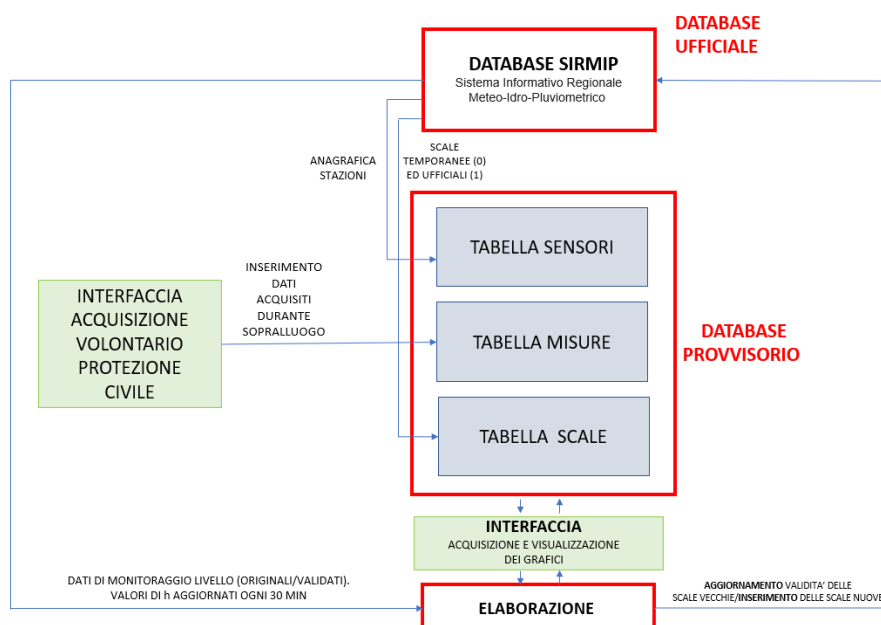 DATABASE
UFFICIALE
DATABASE SIRMIP
Sistema Informativo Regionale
Meteo-Idro-Pluviometrico
ANAGRAFICA
STAZIONI
SCALE
TEMPORANEE (0)
ED UFFICIALI (1)
TABELLA SENSORI
INTERFACCIA
ACQUISIZIONE
VOLONTARIO
PROTEZIONE
CIVILE
INSERIMENTO
DATI
ACQUISITI
DURANTE
SOPRALLUOGO
TABELLA MISURE
DATABASE
PROVVISORIO
TABELLA SCALE
INTERFACCIA
ACQUISIZIONE E VISUALIZZAZIONE
DEI GRAFICI
DATI DI MONITORAGGIO LIVELLO (ORIGINALI/VALIDATI).
VALORI DI h AGGIORNATI OGNI 30 MIN
ELABORAZIONE
AGGIORNAMENTO VALIDITA' DELLE
SCALE VECCHIE/INSERIMENTO DELLE SCALE NUOVE